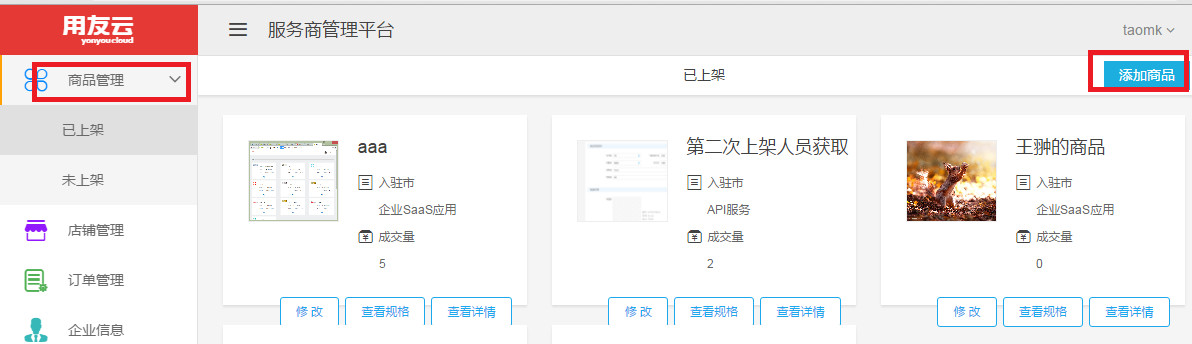 用友云
yonyoucloud
服务商管理平台
taomk
商品管理
已上架
未上架
店铺管理
订单管理
企业信息
已上架
添加商品
aaa
入驻市
企业SaaS应用
成交量
5
修 改
查看规格
查看详情
第二次上架人员获取
入驻市
API服务
成交量
2
修 改
查看规格
查看详情
王翀的商品
入驻市
企业SaaS应用
成交量
0
修 改
查看规格
查看详情